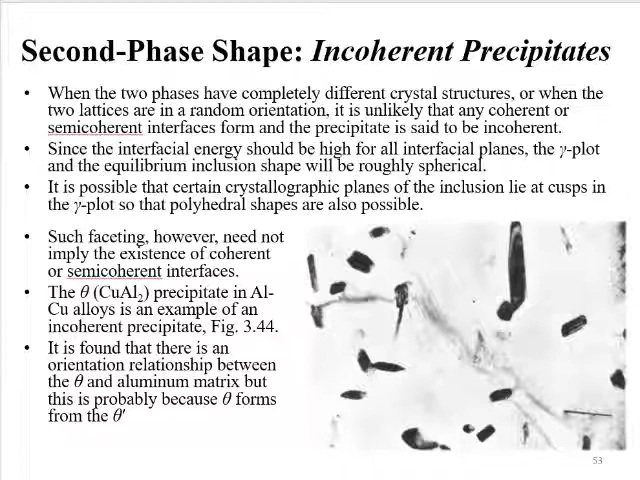 Second-Phase Shape: Incoherent Precipitates
• When the two phases have completely different crystal structures, or when the
two lattices are in a random orientation, it is unlikely that any coherent or
semicoherent interfaces form and the precipitate is said to be incoherent.
• Since the interfacial energy should be high for all interfacial planes, the γ-plot
and the equilibrium inclusion shape will be roughly spherical.
• It is possible that certain crystallographic planes of the inclusion lie at cusps in
the γ-plot so that polyhedral shapes are also possible.
• Such faceting, however, need not
imply the existence of coherent
or semicoherent interfaces.
• The θ (CuAl₂) precipitate in Al-
Cu alloys is an example of an
incoherent precipitate, Fig. 3.44.
• It is found that there is an
orientation relationship between
the θ and aluminum matrix but
this is probably because θ forms
from the θ′
53